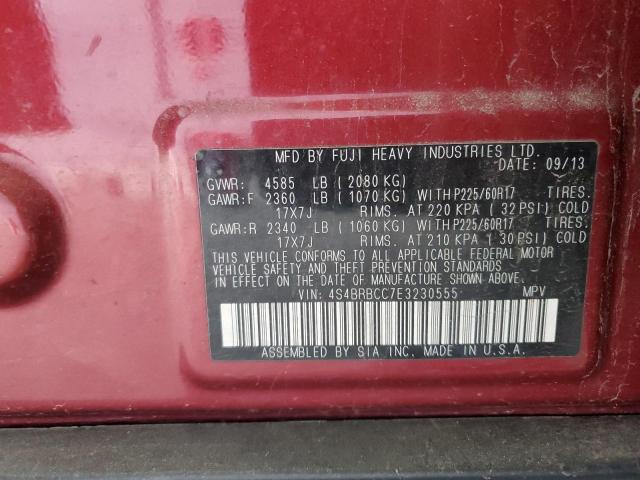 MFD BY FUJI HEAVY INDUSTRIES LTD.
DATE: 09/13
GVWR: 4585 LB ( 2080 KG)
GAWR:F 2360 LB ( 1070 KG) WITH P225/60R17 TIRES.
17X7J RIMS. AT 220 KPA ( 32 PSI) COLD
GAWR:R 2340 LB ( 1060 KG) WITH P225/60R17 TIRES.
17X7J RIMS. AT 210 KPA ( 30 PSI) COLD
THIS VEHICLE CONFORMS TO ALL APPLICABLE FEDERAL MOTOR
VEHICLE SAFETY AND THEFT PREVENTION STANDARDS
IN EFFECT ON THE DATE OF MANUFACTURE SHOWN ABOVE.
VIN: 4S4BRBCC7E3230555 MPV
ASSEMBLED BY SIA INC. MADE IN U.S.A.